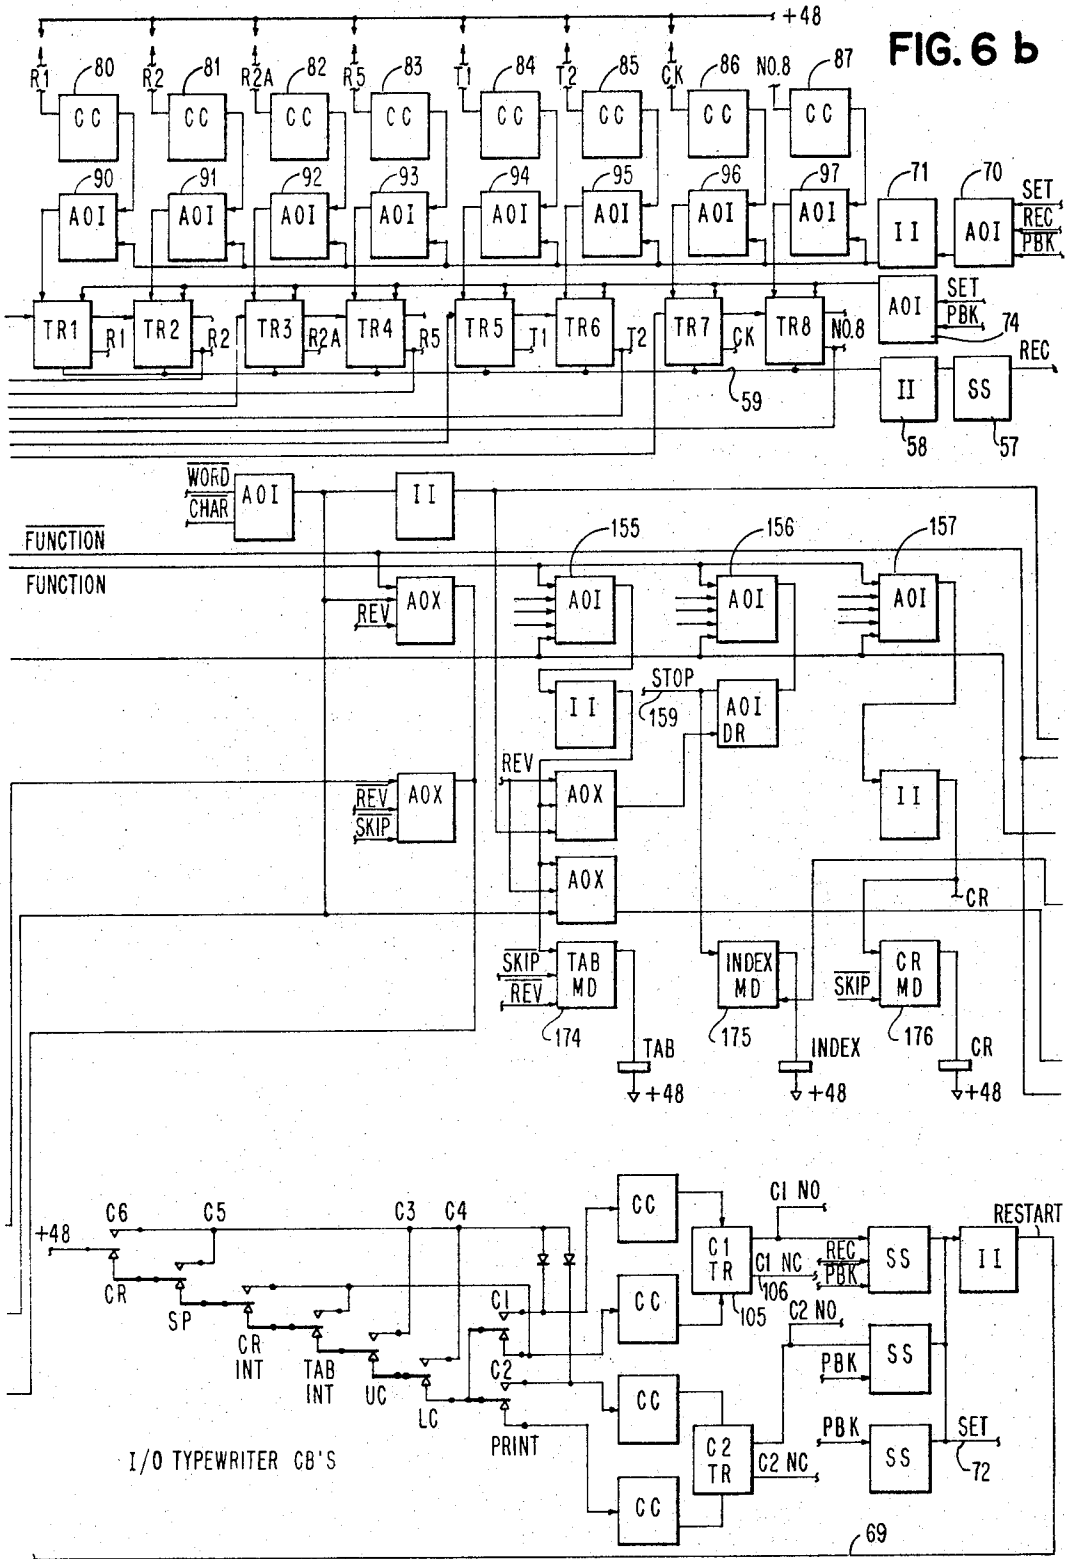 +48
FIG. 6 b
R1 80 R2 81 R2A 82 R5 83 T1 84 T2 85 CK 86 NO.8 87
CC CC CC CC CC CC CC CC
90 91 92 93 94 95 96 97 71 70
AOI AOI AOI AOI AOI AOI AOI AOI II AOI
SET
REC
PBK
TR1 R1 TR2 R2 TR3 R2A TR4 R5 TR5 T1 TR6 T2 TR7 CK TR8 NO.8
AOI SET
PBK
74
59 II SS REC
58 57
WORD
CHAR
AOI II
FUNCTION
FUNCTION
155 156 157
REV AOX AOI AOI AOI
II STOP
159
AOI
DR
REV
SKIP
AOX
REV AOX
II
AOX
CR
SKIP
REV
TAB
MD
INDEX
MD
SKIP
CR
MD
174 175 176
TAB INDEX CR
+48 +48 +48
+48 C6 C5 C3 C4
CR SP CR
INT
TAB
INT
UC LC
C1
C2
PRINT
CC
CC
CC
CC
C1
TR
105
C1 NO
C1 NC
106
REC
PBK
SS II RESTART
C2 NO
PBK SS
C2
TR
C2 NC
PBK SS SET
72
I/O TYPEWRITER CB'S
69